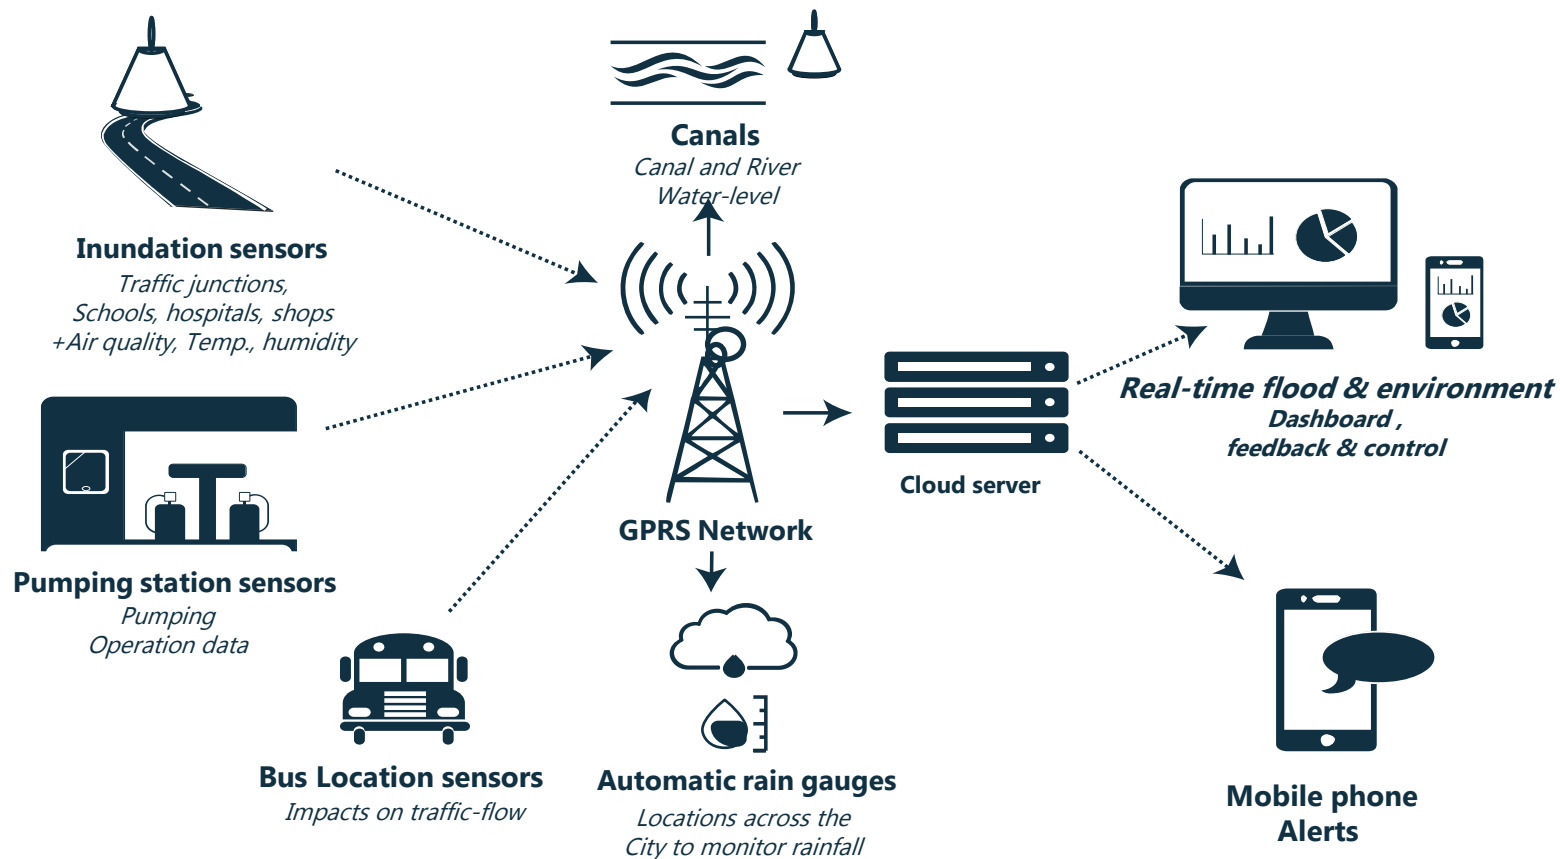 Canals
Canal and River
Water-level
Inundation sensors
Traffic junctions,
Schools, hospitals, shops
+Air quality, Temp., humidity
Real-time flood & environment
Dashboard ,
feedback & control
Cloud server
GPRS Network
Pumping station sensors
Pumping
Operation data
Bus Location sensors
Impacts on traffic-flow
Automatic rain gauges
Locations across the
City to monitor rainfall
Mobile phone
Alerts